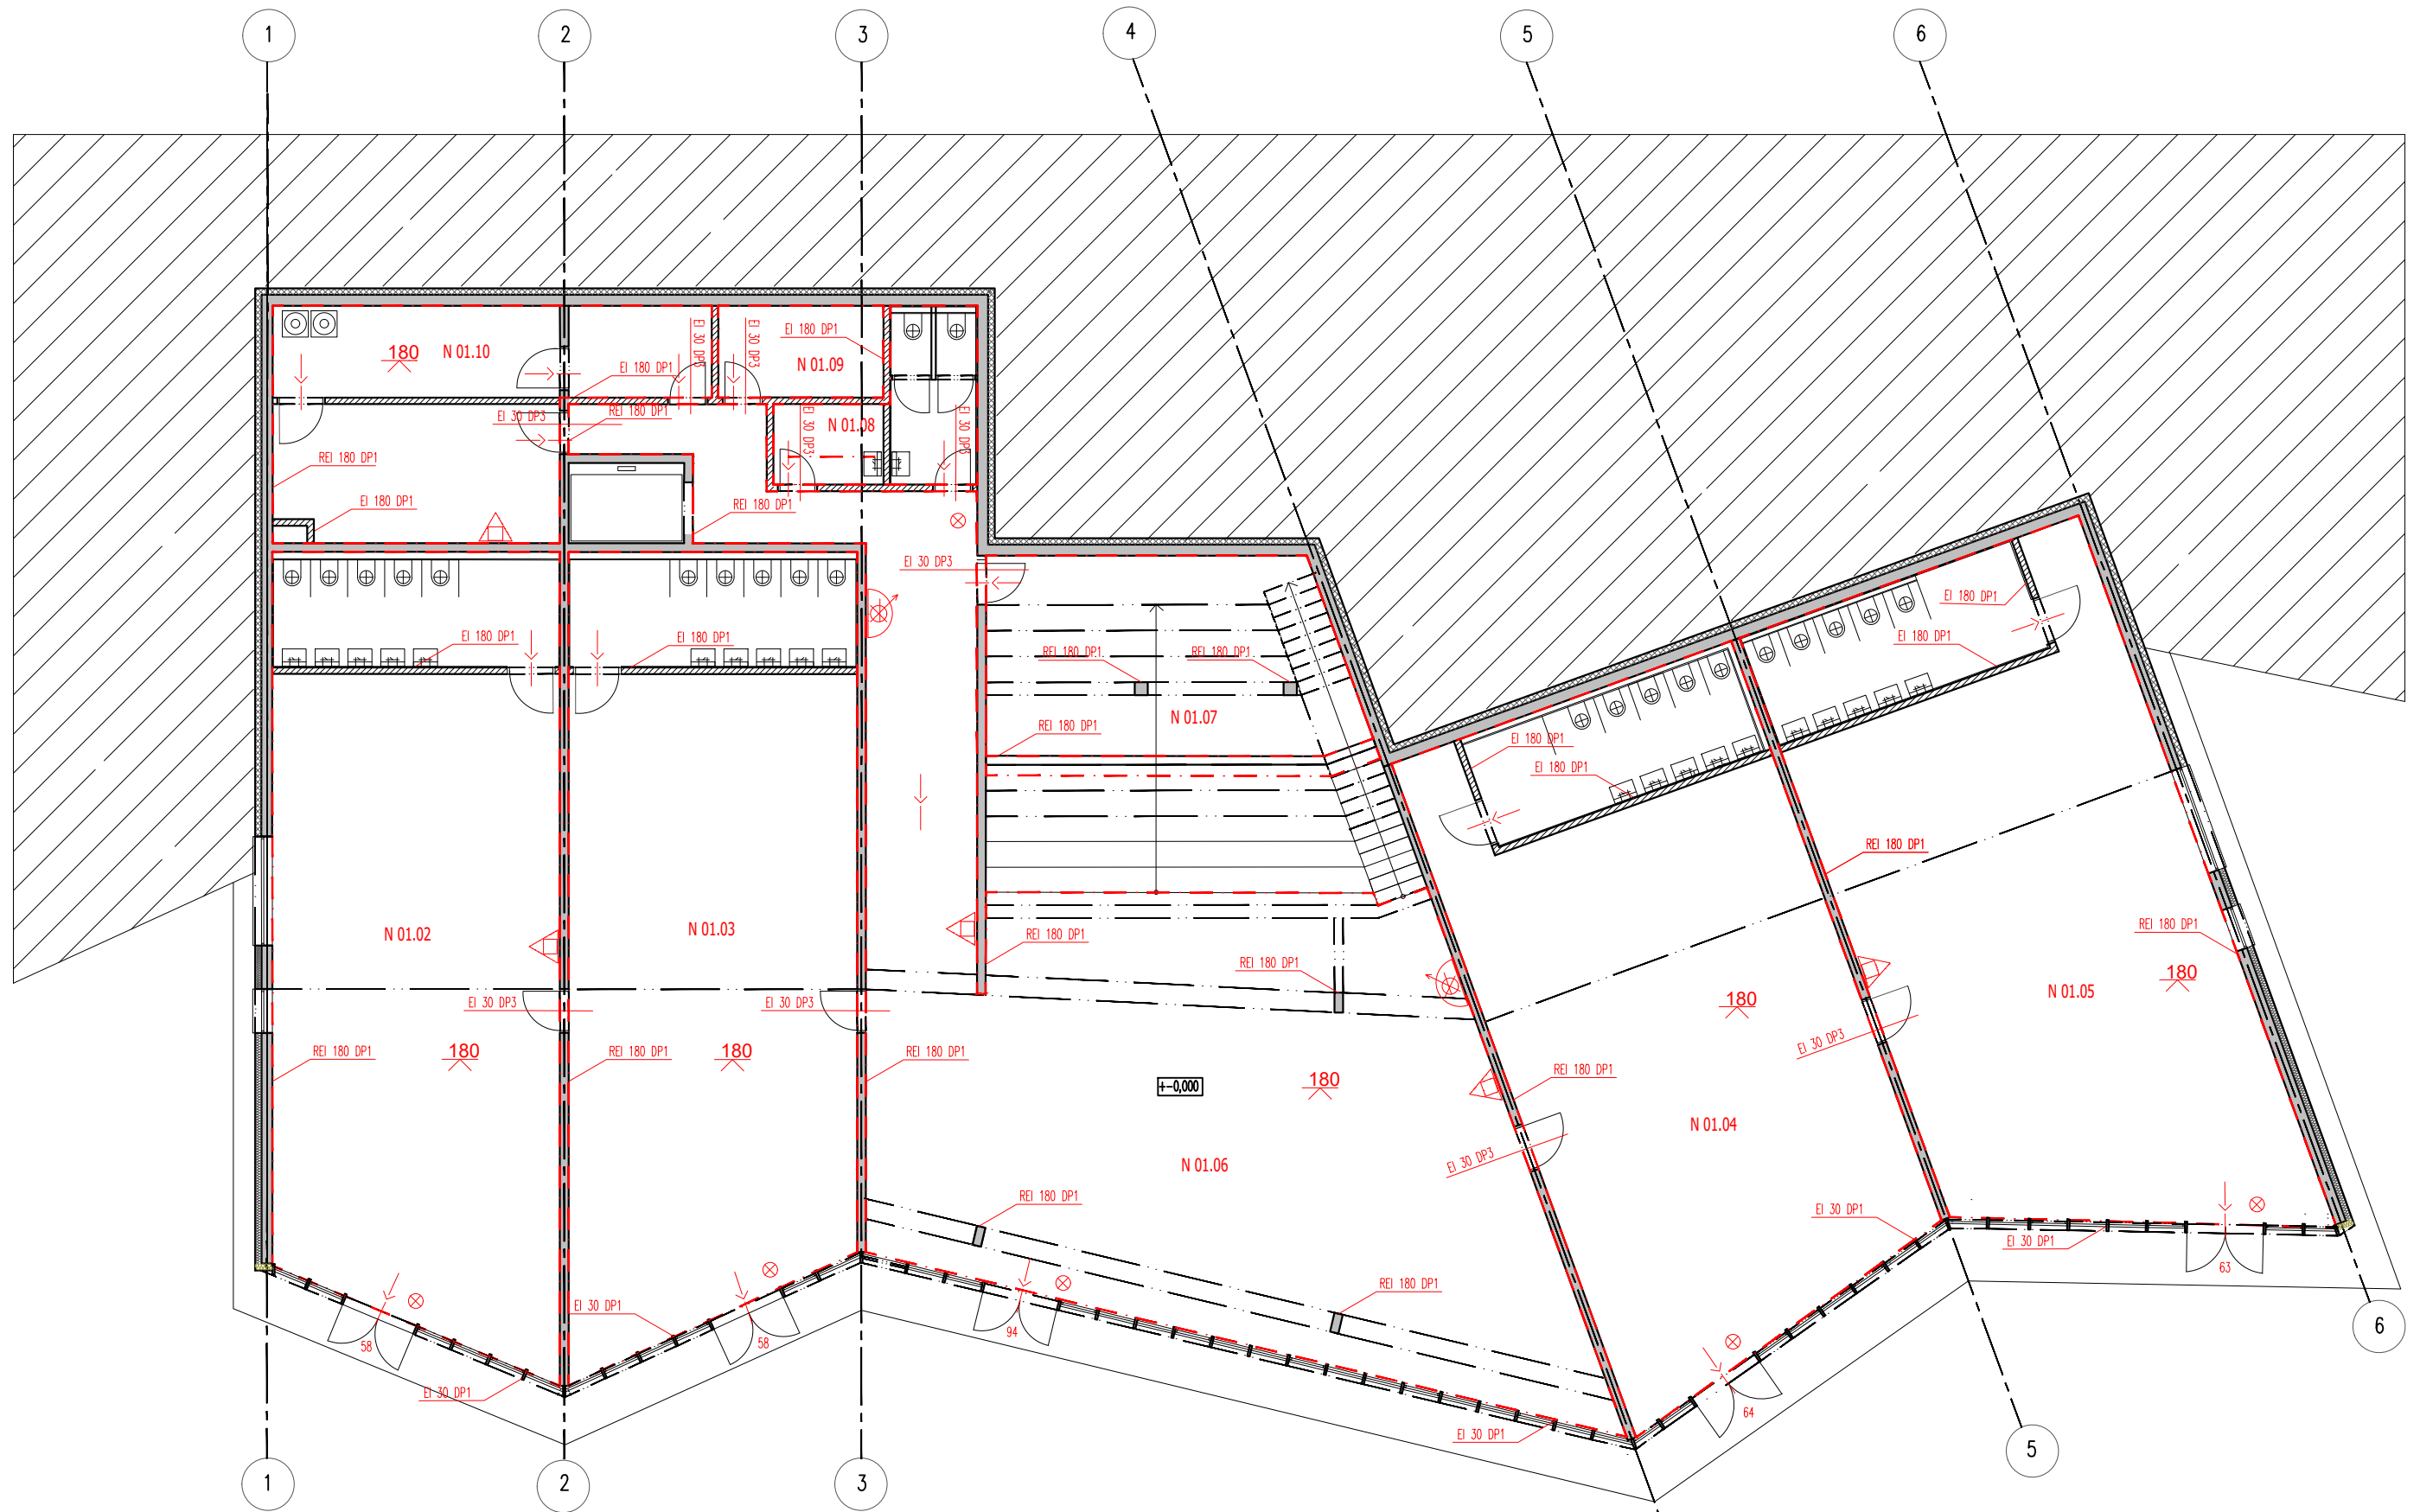 1
2
3
4
5
6
180
N 01.10
EI 30 DP3
EI 30 DP3
EI 180 DP1
N 01.09
EI 180 DP1
EI 30 DP3
REI 180 DP1
EI 30 DP3
N 01.08
EI 30 DP3
REI 180 DP1
EI 180 DP1
REI 180 DP1
EI 30 DP3
EI 180 DP1
EI 180 DP1
EI 180 DP1
EI 180 DP1
REI 180 DP1
REI 180 DP1
N 01.07
REI 180 DP1
EI 180 DP1
EI 180 DP1
REI 180 DP1
N 01.02
N 01.03
REI 180 DP1
REI 180 DP1
REI 180 DP1
180
180
N 01.05
EI 30 DP3
EI 30 DP3
EI 30 DP3
REI 180 DP1
180
REI 180 DP1
180
REI 180 DP1
REI 180 DP1
+-0,000
180
N 01.04
N 01.06
EI 30 DP3
REI 180 DP1
EI 30 DP1
EI 30 DP1
63
REI 180 DP1
EI 30 DP1
58
58
94
EI 30 DP1
64
EI 30 DP1
6
5
1
2
3